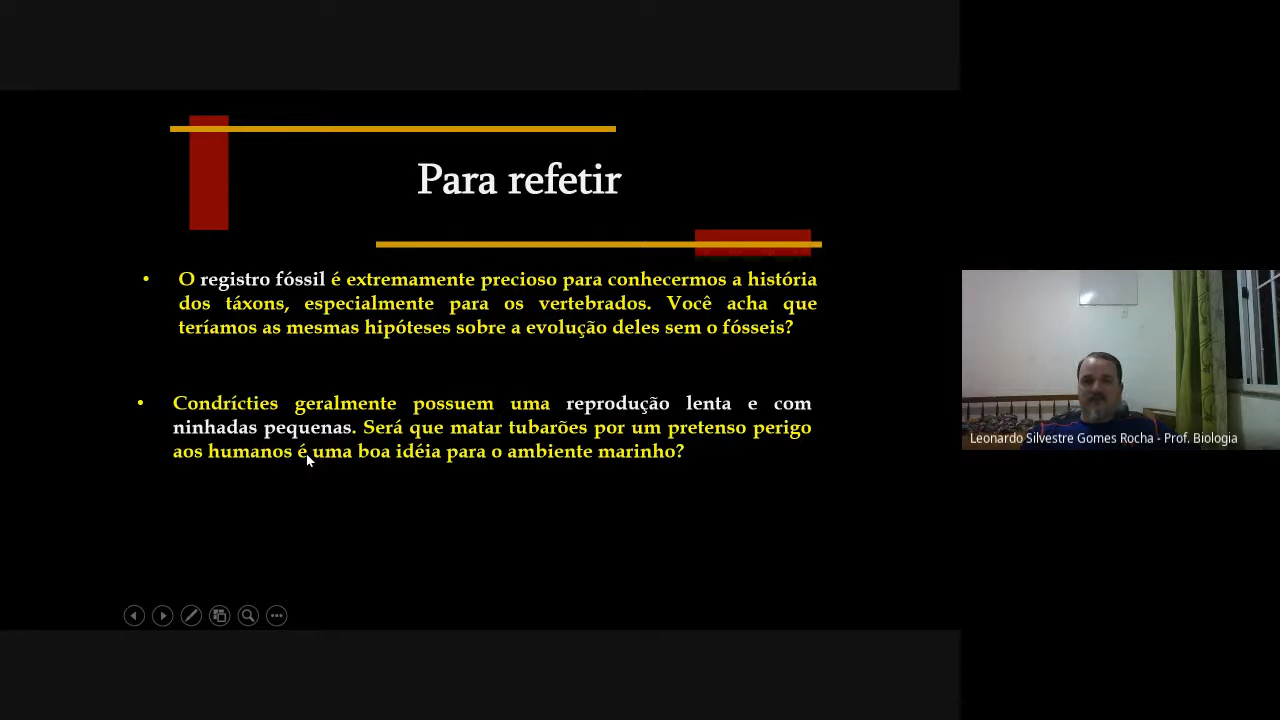 Para refetir
• O registro fóssil é extremamente precioso para conhecermos a história
dos táxons, especialmente para os vertebrados. Você acha que
teríamos as mesmas hipóteses sobre a evolução deles sem o fósseis?
• Condrícties geralmente possuem uma reprodução lenta e com
ninhadas pequenas. Será que matar tubarões por um pretenso perigo
aos humanos é uma boa idéia para o ambiente marinho?
Leonardo Silvestre Gomes Rocha - Prof. Biologia